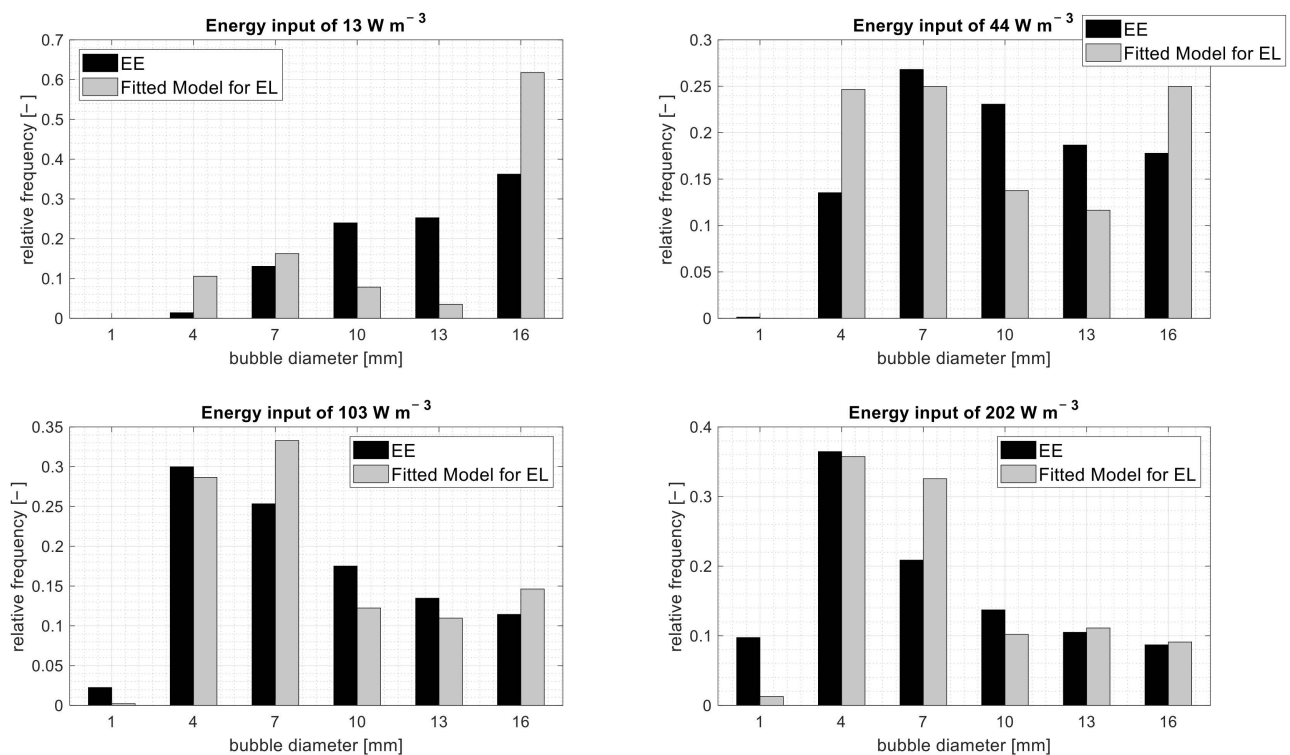 Energy input of 13 W m⁻³
EE
Fitted Model for EL
relative frequency [−]
0.7
0.6
0.5
0.4
0.3
0.2
0.1
0
1 4 7 10 13 16
bubble diameter [mm]
Energy input of 44 W m⁻³
EE
Fitted Model for EL
relative frequency [−]
0.3
0.25
0.2
0.15
0.1
0.05
0
1 4 7 10 13 16
bubble diameter [mm]
Energy input of 103 W m⁻³
EE
Fitted Model for EL
relative frequency [−]
0.35
0.3
0.25
0.2
0.15
0.1
0.05
0
1 4 7 10 13 16
bubble diameter [mm]
Energy input of 202 W m⁻³
EE
Fitted Model for EL
relative frequency [−]
0.4
0.3
0.2
0.1
0
1 4 7 10 13 16
bubble diameter [mm]